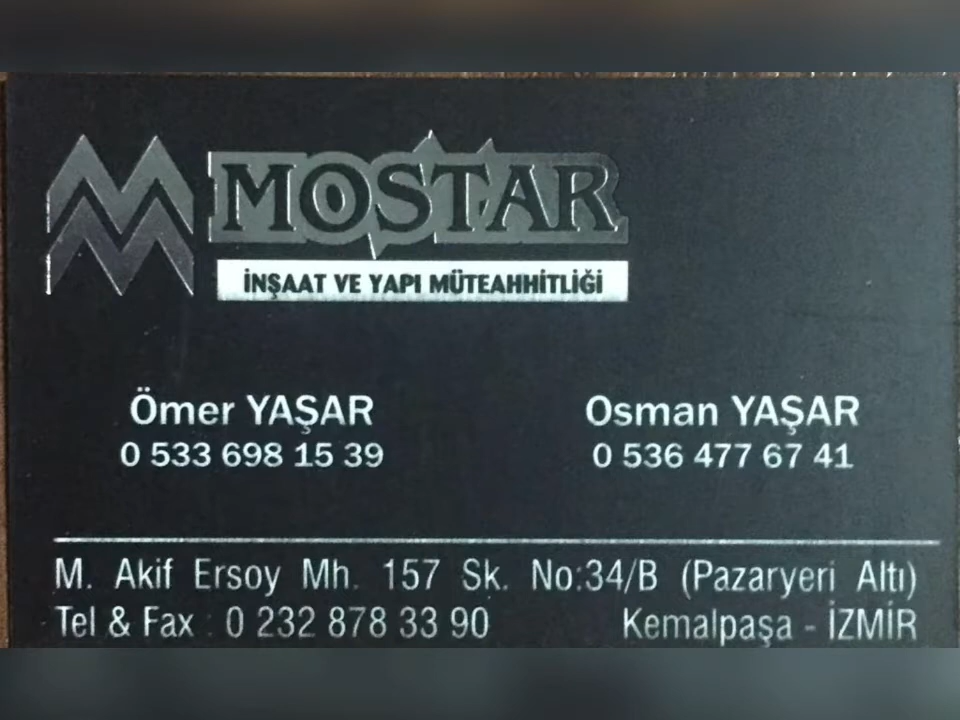 MOSTAR
İNŞAAT VE YAPI MÜTEAHHİTLİĞİ
Ömer YAŞAR Osman YAŞAR
0 533 698 15 39 0 536 477 67 41
M. Akif Ersoy Mh. 157 Sk. No:34/B (Pazaryeri Altı)
Tel & Fax : 0 232 878 33 90 Kemalpaşa - İZMİR